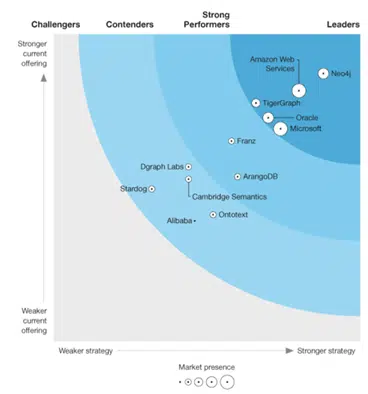 Challengers
Contenders
Strong
Performers
Leaders
Stronger
current
offering
Amazon Web
Services
Neo4j
TigerGraph
Oracle
Microsoft
Franz
Dgraph Labs
ArangoDB
Stardog
Cambridge Semantics
Alibaba
Ontotext
Weaker
current
offering
Weaker strategy
Stronger strategy
Market presence